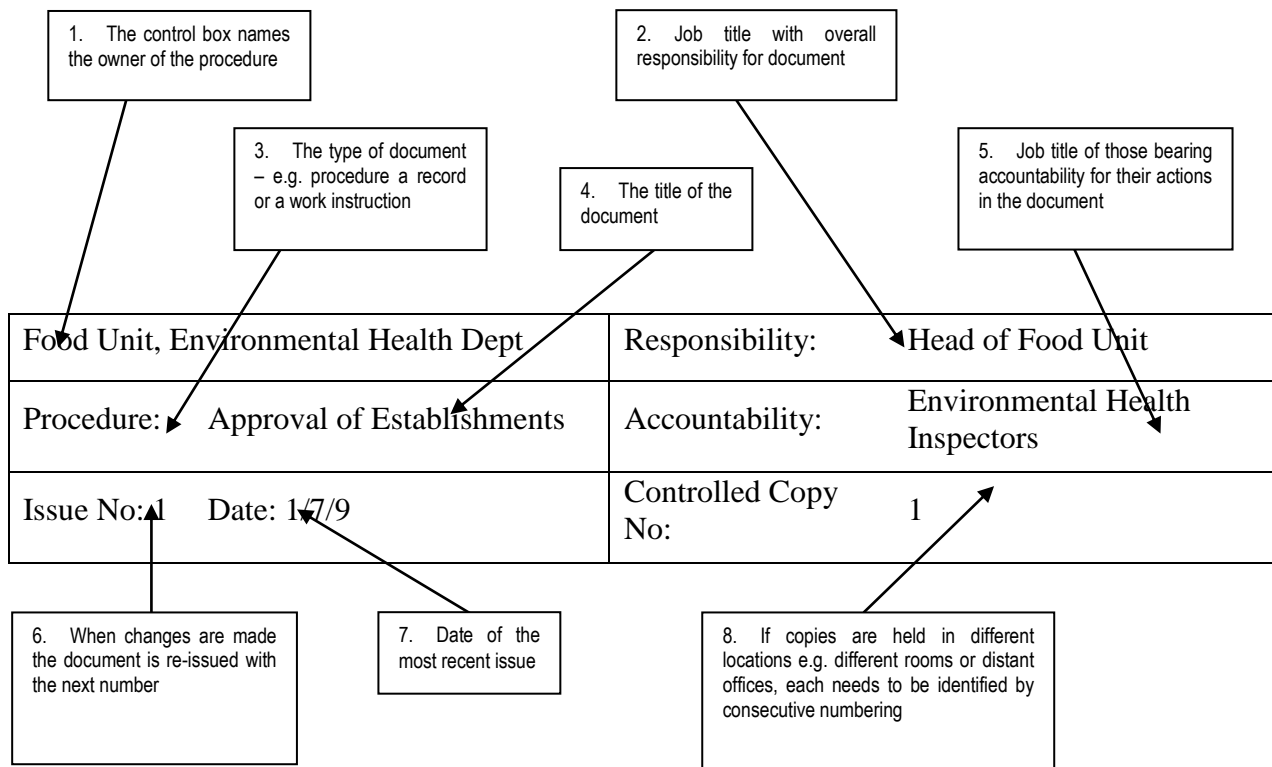 1. The control box names
the owner of the procedure
2. Job title with overall
responsibility for document
3. The type of document
– e.g. procedure a record
or a work instruction
4. The title of the
document
5. Job title of those bearing
accountability for their actions
in the document
Food Unit, Environmental Health Dept
Responsibility: Head of Food Unit
Procedure: Approval of Establishments
Accountability: Environmental Health
Inspectors
Issue No: 1 Date: 1/7/9
Controlled Copy
No: 1
6. When changes are made
the document is re-issued with
the next number
7. Date of the
most recent issue
8. If copies are held in different
locations e.g. different rooms or distant
offices, each needs to be identified by
consecutive numbering